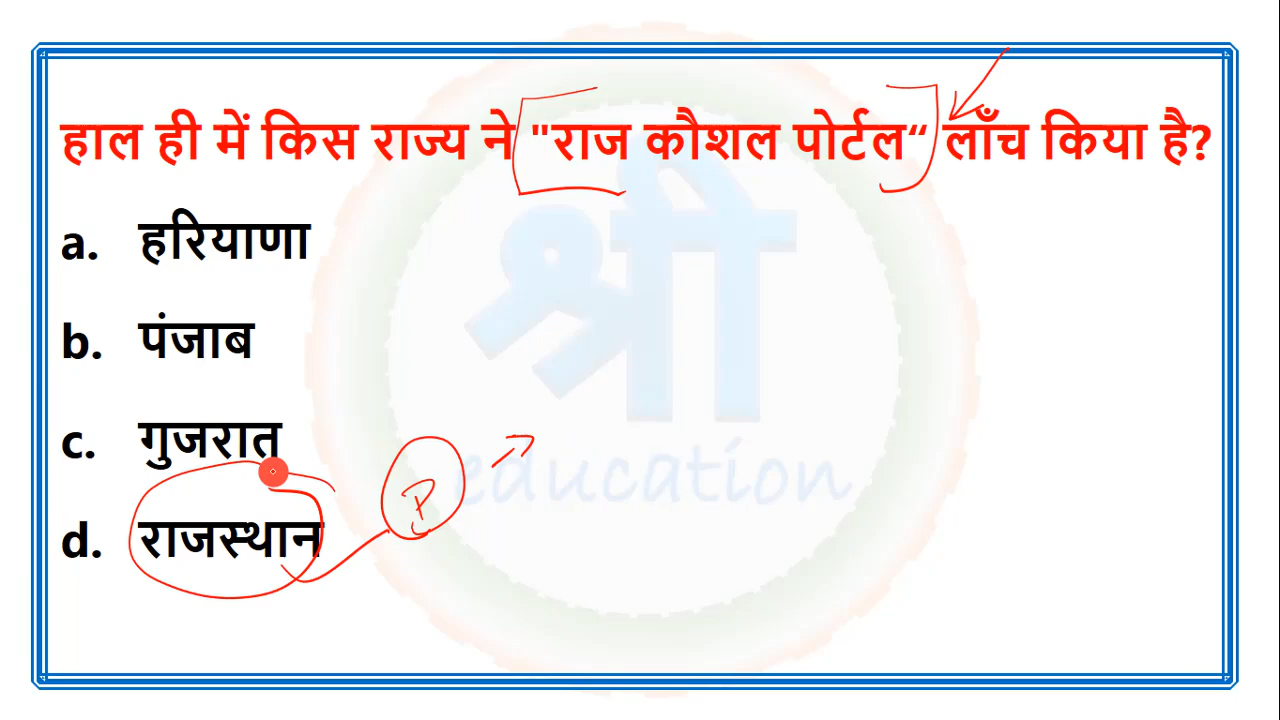 हाल ही में किस राज्य ने "राज कौशल पोर्टल“ लाँच किया है?
a. हरियाणा
b. पंजाब
c. गुजरात
d. राजस्थान
P
श्री
education